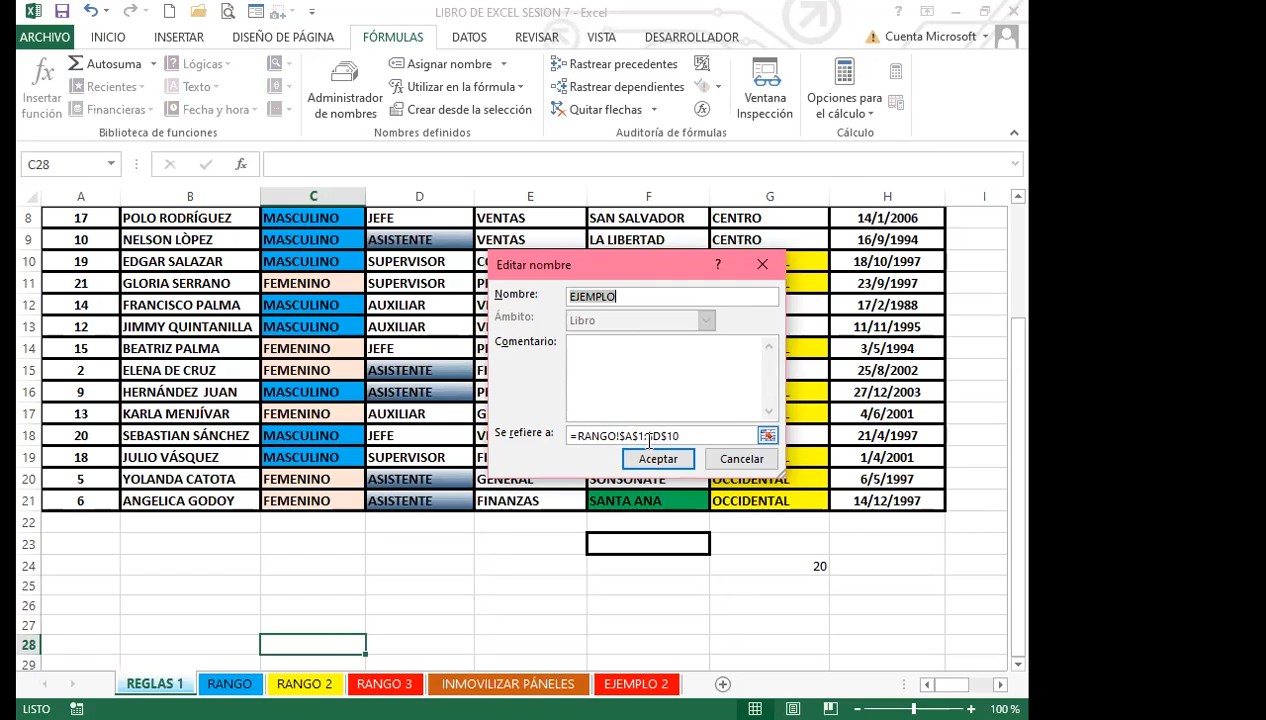 LIBRO DE EXCEL SESION 7 - Excel
ARCHIVO INICIO INSERTAR DISEÑO DE PÁGINA FÓRMULAS DATOS REVISAR VISTA DESARROLLADOR Cuenta Microsoft
Insertar función
Autosuma
Recientes
Financieras
Lógicas
Texto
Fecha y hora
Biblioteca de funciones
Administrador de nombres
Asignar nombre
Utilizar en la fórmula
Crear desde la selección
Nombres definidos
Rastrear precedentes
Rastrear dependientes
Quitar flechas
Auditoría de fórmulas
Ventana Inspección
Opciones para el cálculo
Cálculo
C28 fx
A B C D E F G H I
8 17 POLO RODRÍGUEZ MASCULINO JEFE VENTAS SAN SALVADOR CENTRO 14/1/2006
9 10 NELSON LÒPEZ MASCULINO ASISTENTE VENTAS LA LIBERTAD CENTRO 16/9/1994
10 19 EDGAR SALAZAR MASCULINO SUPERVISOR 18/10/1997
11 21 GLORIA SERRANO FEMENINO SUPERVISOR 23/9/1997
12 14 FRANCISCO PALMA MASCULINO AUXILIAR 17/2/1988
13 12 JIMMY QUINTANILLA MASCULINO AUXILIAR 11/11/1995
14 15 BEATRIZ PALMA FEMENINO JEFE 3/5/1994
15 2 ELENA DE CRUZ FEMENINO ASISTENTE 25/8/2002
16 9 HERNÁNDEZ JUAN MASCULINO ASISTENTE 27/12/2003
17 13 KARLA MENJÍVAR FEMENINO AUXILIAR 4/6/2001
18 20 SEBASTIAN SÁNCHEZ MASCULINO JEFE 21/4/1997
19 18 JULIO VÁSQUEZ MASCULINO SUPERVISOR 1/4/2001
20 5 YOLANDA CATOTA FEMENINO ASISTENTE GENERAL SONSONATE OCCIDENTAL 6/5/1997
21 6 ANGELICA GODOY FEMENINO ASISTENTE FINANZAS SANTA ANA OCCIDENTAL 14/12/1997
22
23
24 20
25
26
27
28
29
Editar nombre ?
Nombre: EJEMPLO
Ámbito: Libro
Comentario:
Se refiere a: =RANGO!$A$1:$D$10
Aceptar Cancelar
REGLAS 1 RANGO RANGO 2 RANGO 3 INMOVILIZAR PÁNELES EJEMPLO 2
LISTO 100 %